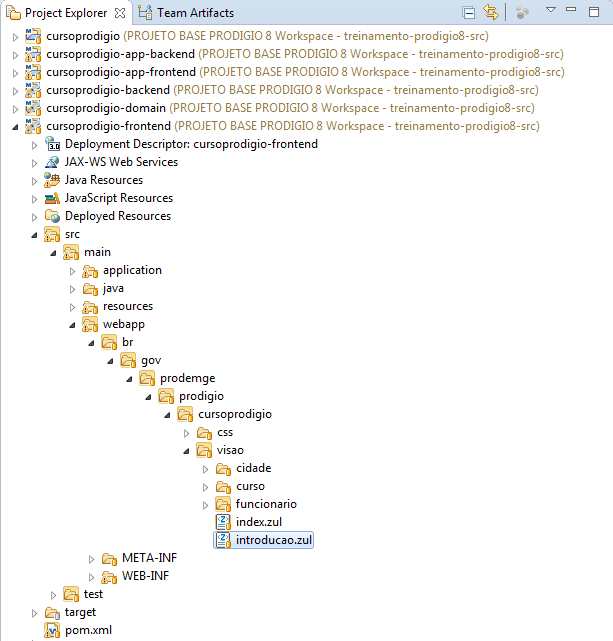 Project Explorer Team Artifacts
cursoprodigio (PROJETO BASE PRODIGIO 8 Workspace - treinamento-prodigio8-src)
cursoprodigio-app-backend (PROJETO BASE PRODIGIO 8 Workspace - treinamento-prodigio8-src)
cursoprodigio-app-frontend (PROJETO BASE PRODIGIO 8 Workspace - treinamento-prodigio8-src)
cursoprodigio-backend (PROJETO BASE PRODIGIO 8 Workspace - treinamento-prodigio8-src)
cursoprodigio-domain (PROJETO BASE PRODIGIO 8 Workspace - treinamento-prodigio8-src)
cursoprodigio-frontend (PROJETO BASE PRODIGIO 8 Workspace - treinamento-prodigio8-src)
3.0 Deployment Descriptor: cursoprodigio-frontend
JAX-WS Web Services
Java Resources
JavaScript Resources
Deployed Resources
src
main
application
java
resources
webapp
br
gov
prodemge
prodigio
cursoprodigio
css
visao
cidade
curso
funcionario
index.zul
introducao.zul
META-INF
WEB-INF
test
target
pom.xml